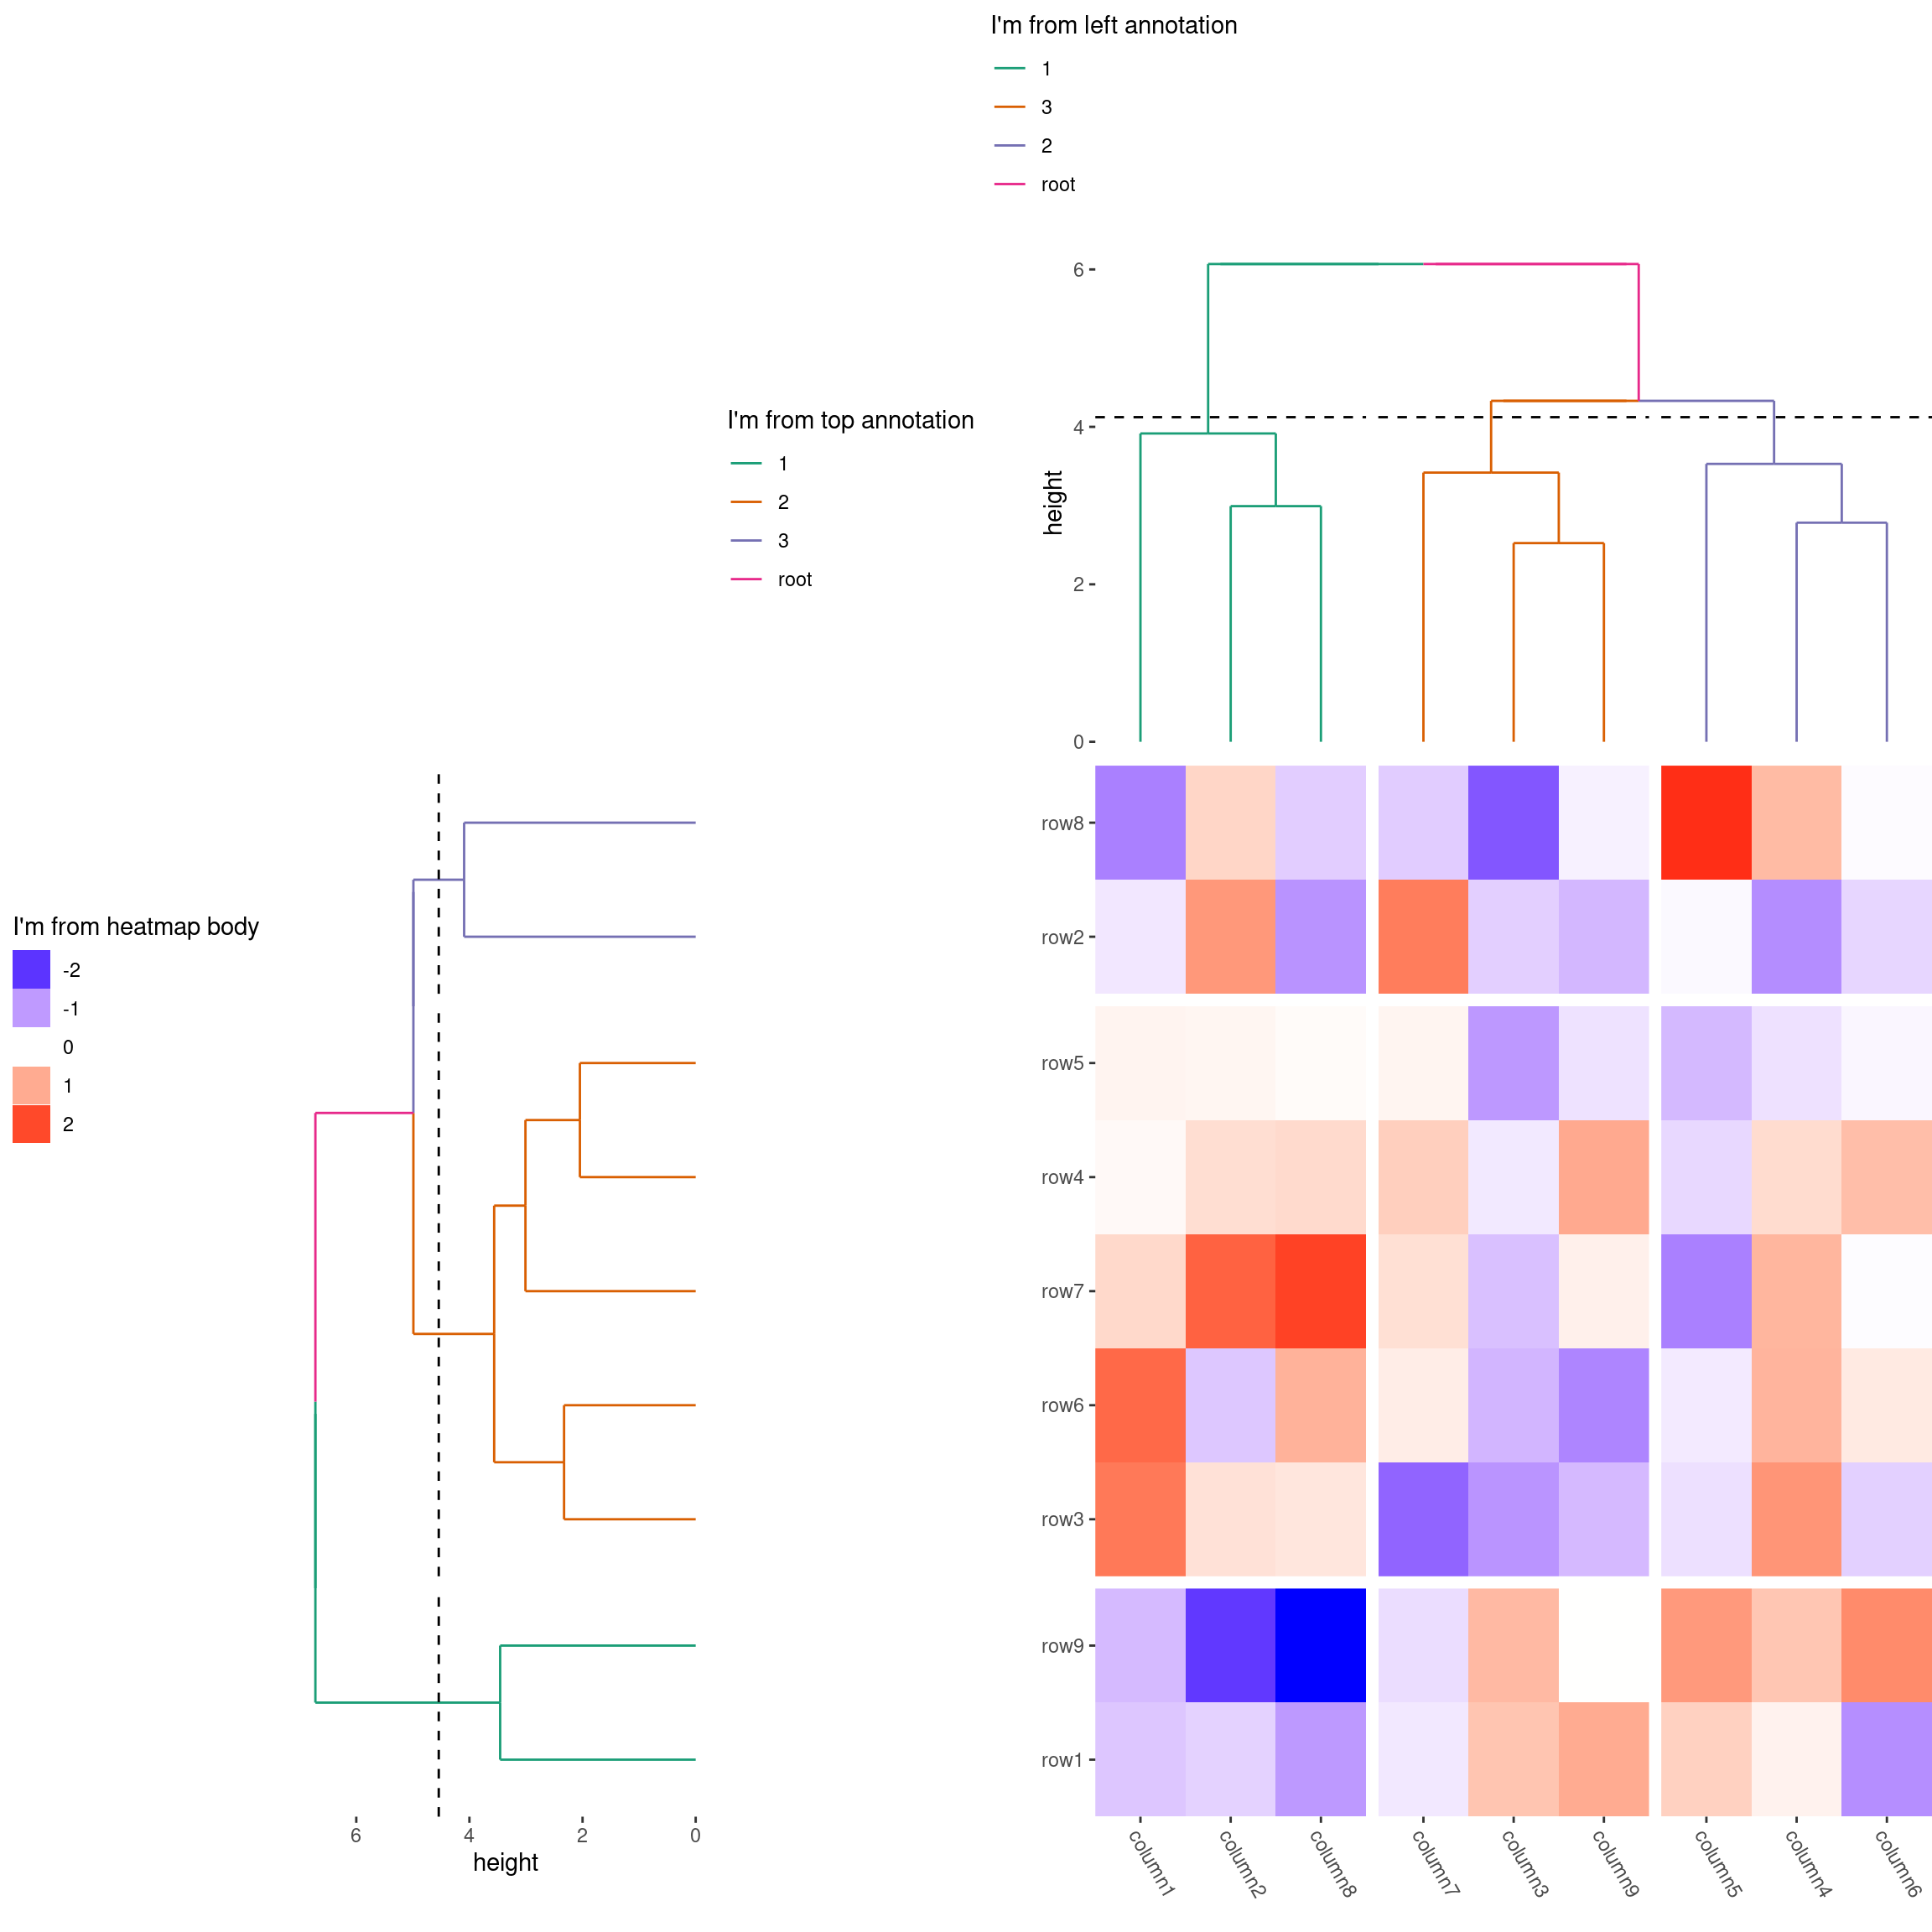 I'm from left annotation
1
3
2
root
6
4
2
0
height
I'm from top annotation
1
2
3
root
I'm from heatmap body
-2
-1
0
1
2
row8
row2
row5
row4
row7
row6
row3
row9
row1
6 4 2 0
height
column1 column2 column8 column7 column3 column9 column5 column4 column6